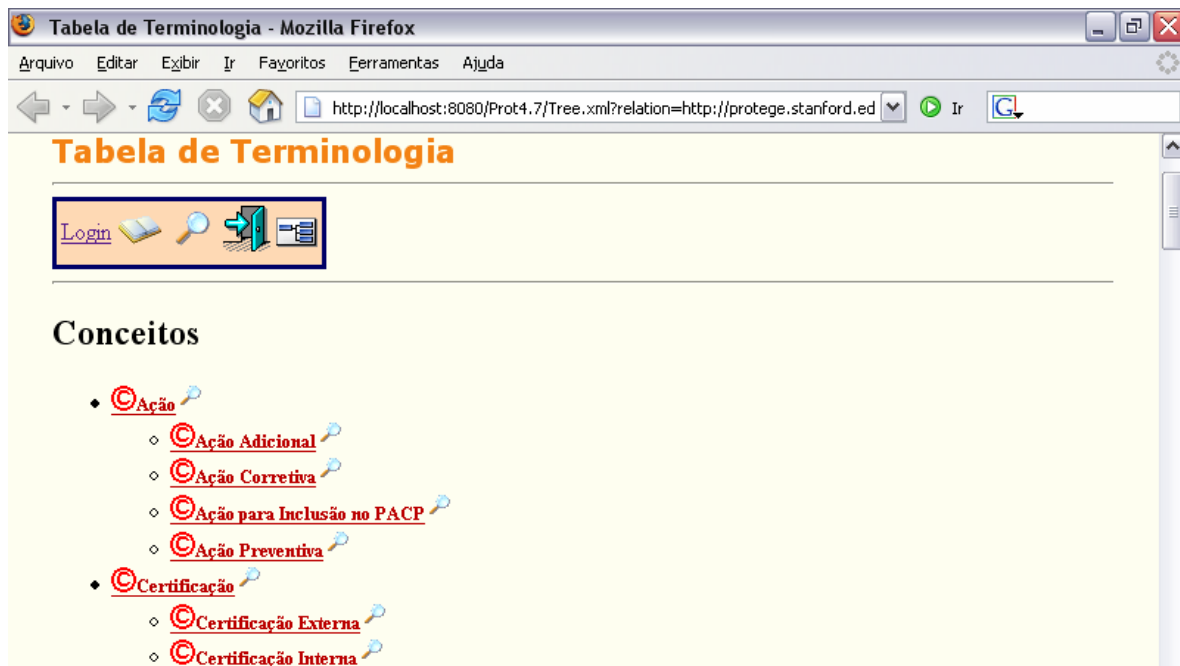 Tabela de Terminologia - Mozilla Firefox
Arquivo Editar Exibir Ir Favoritos Ferramentas Ajuda
http://localhost:8080/Prot4.7/Tree.xml?relation=http://protege.stanford.ed Ir G
Tabela de Terminologia
Login
Conceitos
©Ação
©Ação Adicional
©Ação Corretiva
©Ação para Inclusão no PACP
©Ação Preventiva
©Certificação
©Certificação Externa
©Certificação Interna